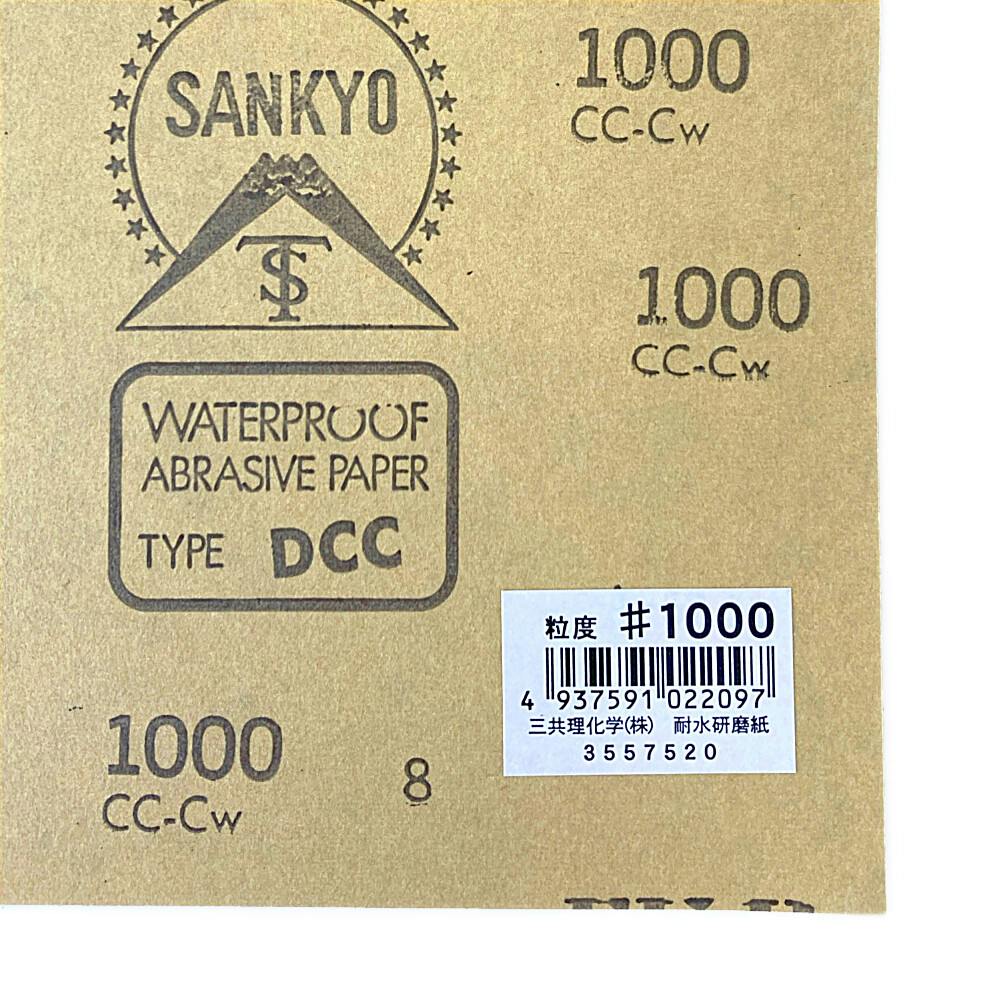 SANKYO
TS
WATERPROOF
ABRASIVE PAPER
TYPE DCC
1000
CC-Cw
1000
CC-Cw
1000
CC-Cw
8
粒度 #1000
4 937591 022097
三共理化学(株) 耐水研磨紙
3557520